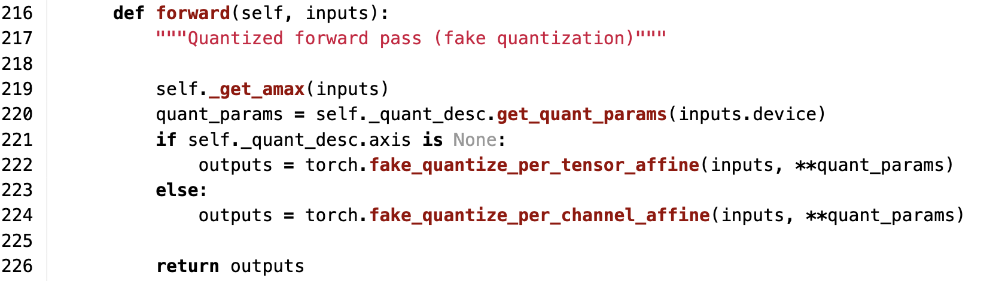 216 def forward(self, inputs):
217 """Quantized forward pass (fake quantization)"""
218
219 self._get_amax(inputs)
220 quant_params = self._quant_desc.get_quant_params(inputs.device)
221 if self._quant_desc.axis is None:
222 outputs = torch.fake_quantize_per_tensor_affine(inputs, **quant_params)
223 else:
224 outputs = torch.fake_quantize_per_channel_affine(inputs, **quant_params)
225
226 return outputs